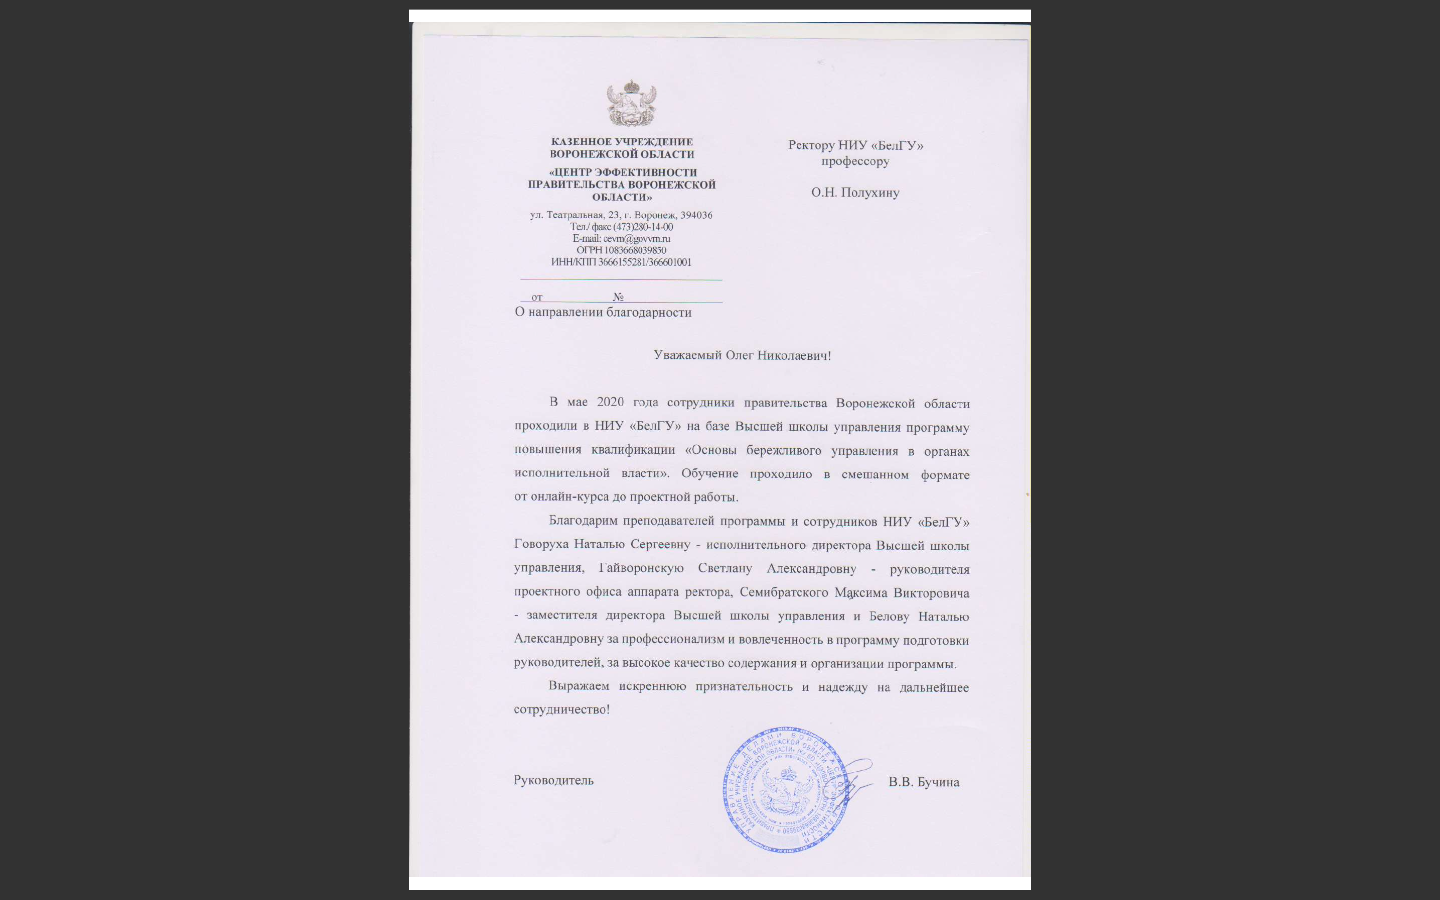 КАЗЕННОЕ УЧРЕЖДЕНИЕ
ВОРОНЕЖСКОЙ ОБЛАСТИ
«ЦЕНТР ЭФФЕКТИВНОСТИ
ПРАВИТЕЛЬСТВА ВОРОНЕЖСКОЙ
ОБЛАСТИ»
ул. Театральная, 23, г. Воронеж, 394036
Тел./ факс (473)280-14-00
E-mail: cevrn@govvrn.ru
ОГРН 1083668039850
ИНН/КПП 3666155281/366601001
от №
О направлении благодарности
Ректору НИУ «БелГУ»
профессору
О.Н. Полухину
Уважаемый Олег Николаевич!
В мае 2020 года сотрудники правительства Воронежской области
проходили в НИУ «БелГУ» на базе Высшей школы управления программу
повышения квалификации «Основы бережливого управления в органах
исполнительной власти». Обучение проходило в смешанном формате
от онлайн-курса до проектной работы.
Благодарим преподавателей программы и сотрудников НИУ «БелГУ»
Говоруха Наталью Сергеевну - исполнительного директора Высшей школы
управления, Гайворонскую Светлану Александровну - руководителя
проектного офиса аппарата ректора, Семибратского Максима Викторовича
- заместителя директора Высшей школы управления и Белову Наталью
Александровну за профессионализм и вовлеченность в программу подготовки
руководителей, за высокое качество содержания и организации программы.
Выражаем искреннюю признательность и надежду на дальнейшее
сотрудничество!
Руководитель
В.В. Бучина
УПРАВЛЕНИЕ ДЕЛАМИ ВОРОНЕЖСКОЙ ОБЛАСТИ